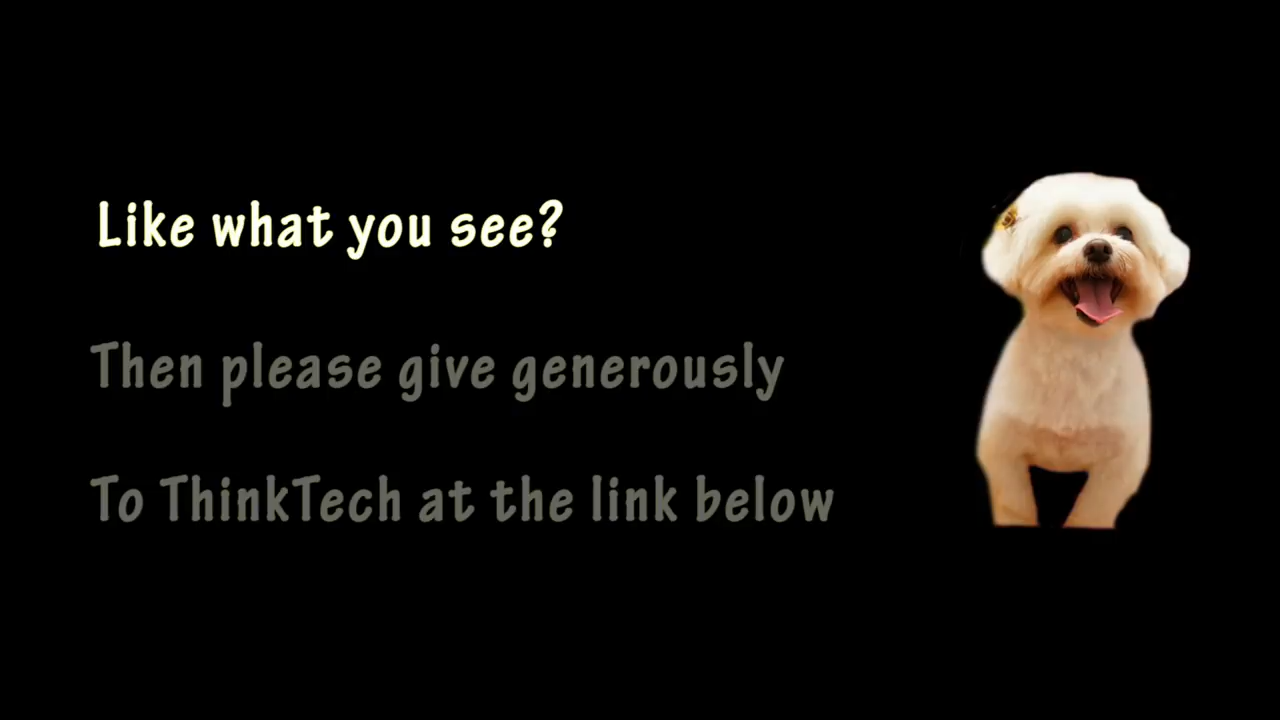 Like what you see?
Then please give generously
To ThinkTech at the link below